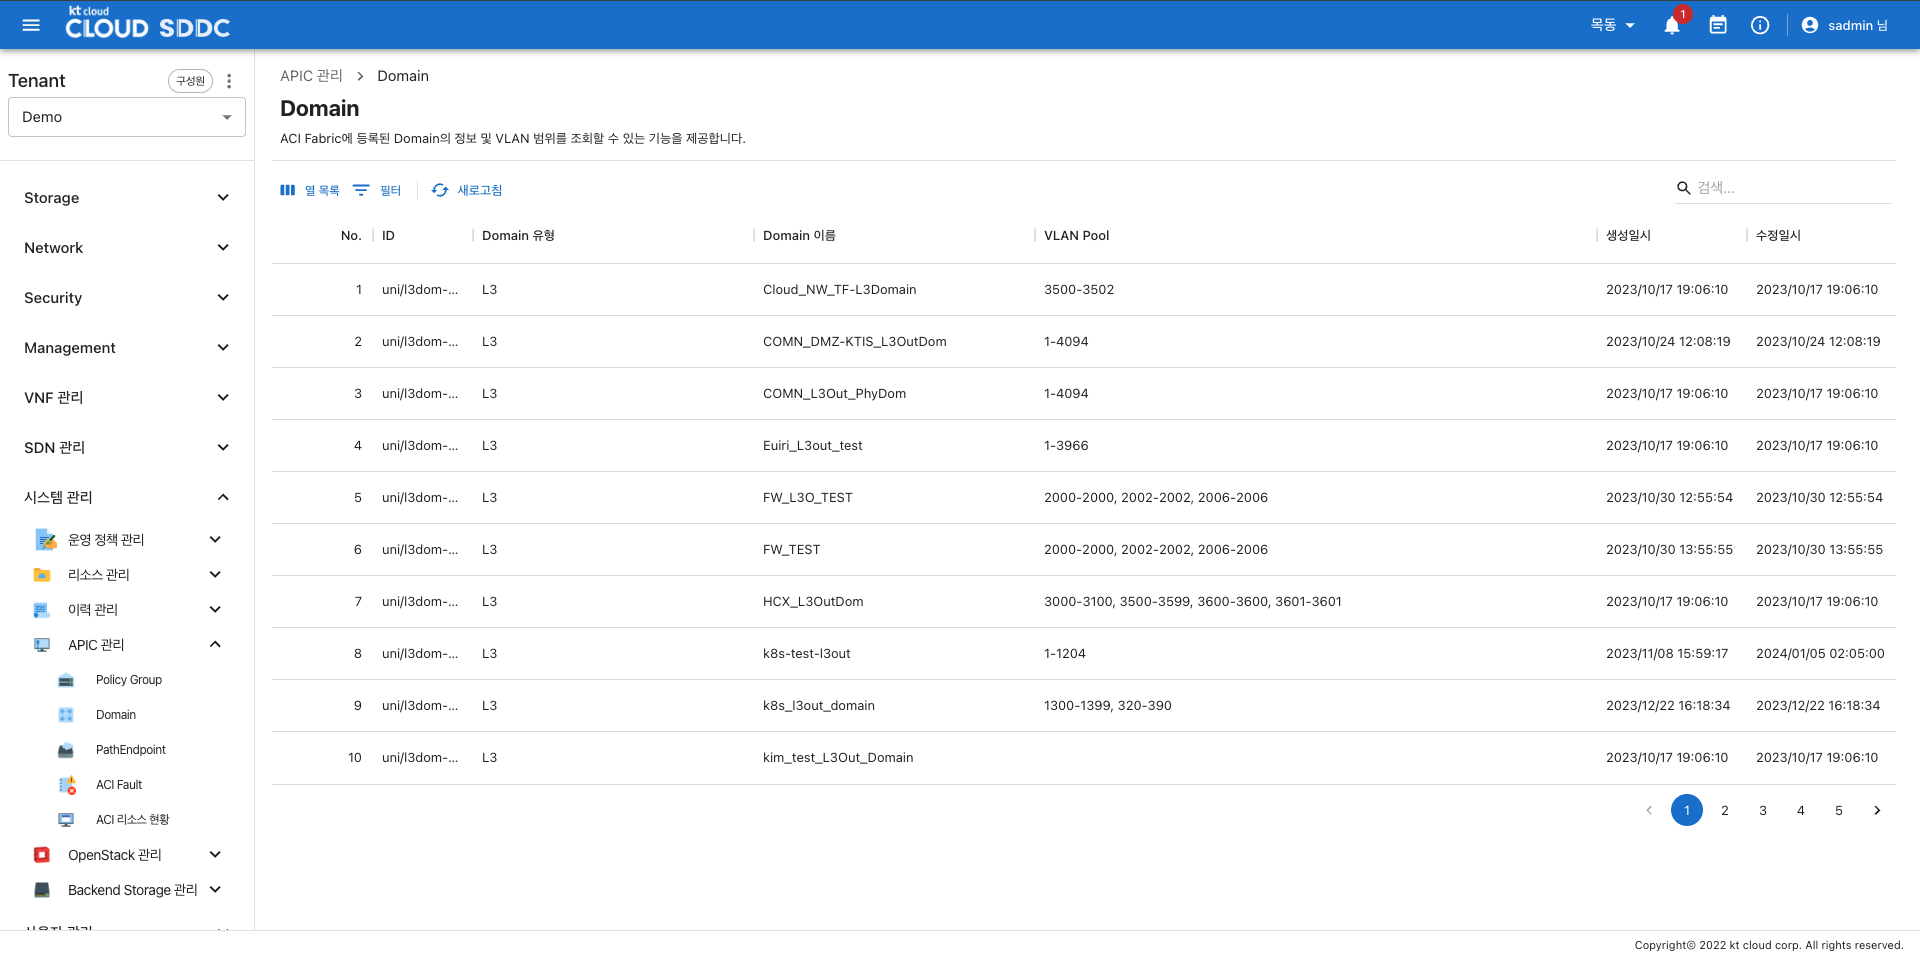 kt cloud
CLOUD SDDC
목동
1
sadmin 님
Tenant
구성원
Demo
Storage
Network
Security
Management
VNF 관리
SDN 관리
시스템 관리
운영 정책 관리
리소스 관리
이력 관리
APIC 관리
Policy Group
Domain
PathEndpoint
ACI Fault
ACI 리소스 현황
OpenStack 관리
Backend Storage 관리
APIC 관리 > Domain
Domain
ACI Fabric에 등록된 Domain의 정보 및 VLAN 범위를 조회할 수 있는 기능을 제공합니다.
열 목록 필터 새로고침 검색...
No. ID Domain 유형 Domain 이름 VLAN Pool 생성일시 수정일시
1 uni/l3dom-... L3 Cloud_NW_TF-L3Domain 3500-3502 2023/10/17 19:06:10 2023/10/17 19:06:10
2 uni/l3dom-... L3 COMN_DMZ-KTIS_L3OutDom 1-4094 2023/10/24 12:08:19 2023/10/24 12:08:19
3 uni/l3dom-... L3 COMN_L3Out_PhyDom 1-4094 2023/10/17 19:06:10 2023/10/17 19:06:10
4 uni/l3dom-... L3 Euiri_L3out_test 1-3966 2023/10/17 19:06:10 2023/10/17 19:06:10
5 uni/l3dom-... L3 FW_L3O_TEST 2000-2000, 2002-2002, 2006-2006 2023/10/30 12:55:54 2023/10/30 12:55:54
6 uni/l3dom-... L3 FW_TEST 2000-2000, 2002-2002, 2006-2006 2023/10/30 13:55:55 2023/10/30 13:55:55
7 uni/l3dom-... L3 HCX_L3OutDom 3000-3100, 3500-3599, 3600-3600, 3601-3601 2023/10/17 19:06:10 2023/10/17 19:06:10
8 uni/l3dom-... L3 k8s-test-l3out 1-1204 2023/11/08 15:59:17 2024/01/05 02:05:00
9 uni/l3dom-... L3 k8s_l3out_domain 1300-1399, 320-390 2023/12/22 16:18:34 2023/12/22 16:18:34
10 uni/l3dom-... L3 kim_test_L3Out_Domain 2023/10/17 19:06:10 2023/10/17 19:06:10
1 2 3 4 5
Copyright© 2022 kt cloud corp. All rights reserved.